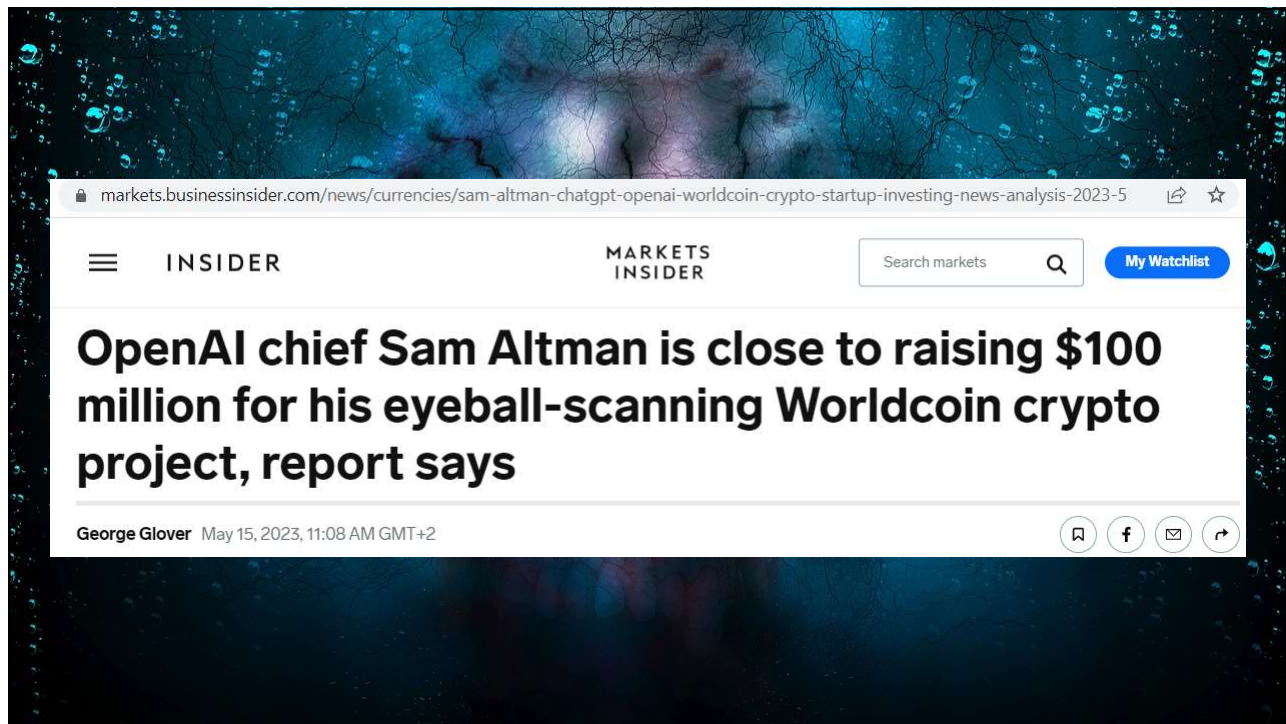 markets.businessinsider.com/news/currencies/sam-altman-chatgpt-openai-worldcoin-crypto-startup-investing-news-analysis-2023-5
INSIDER
MARKETS
INSIDER
Search markets
My Watchlist
OpenAI chief Sam Altman is close to raising $100
million for his eyeball-scanning Worldcoin crypto
project, report says
George Glover May 15, 2023, 11:08 AM GMT+2